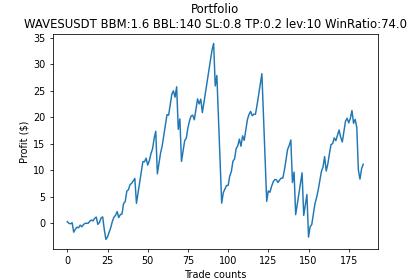 Portfolio
WAVESUSDT BBM:1.6 BBL:140 SL:0.8 TP:0.2 lev:10 WinRatio:74.0
35
30
25
20
15
10
5
0
Profit ($)
0 25 50 75 100 125 150 175
Trade counts